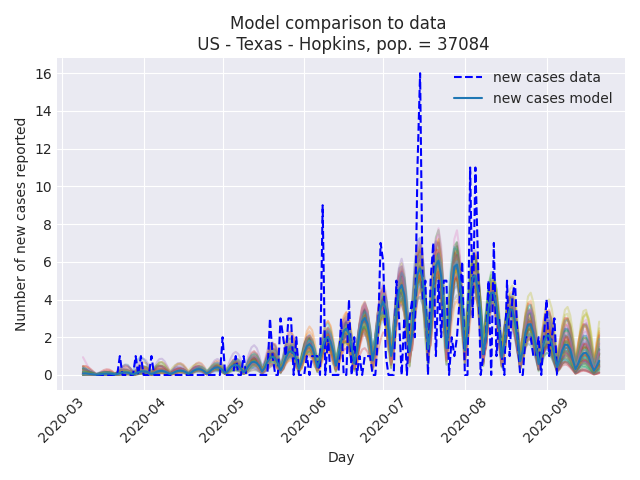 Model comparison to data
US - Texas - Hopkins, pop. = 37084
new cases data
new cases model
Number of new cases reported
16
14
12
10
8
6
4
2
0
2020-03
2020-04
2020-05
2020-06
2020-07
2020-08
2020-09
Day